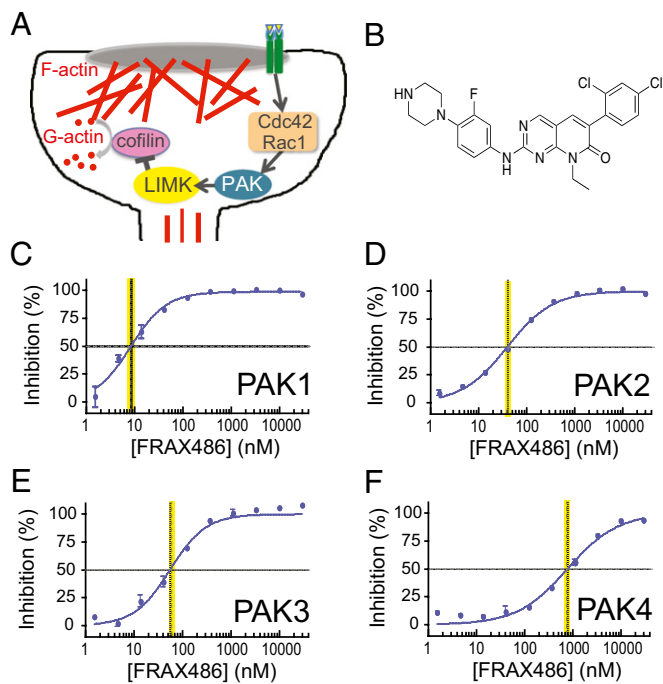 A
F-actin
G-actin
cofilin
Cdc42
Rac1
LIMK
PAK
B
HN
N
F
N
H
N
N
N
O
Cl
Cl
C
Inhibition (%)
100
75
50
25
0
PAK1
1
10
100
1000
10000
[FRAX486] (nM)
D
Inhibition (%)
100
75
50
25
0
PAK2
1
10
100
1000
10000
[FRAX486] (nM)
E
Inhibition (%)
100
75
50
25
0
PAK3
1
10
100
1000
10000
[FRAX486] (nM)
F
Inhibition (%)
100
75
50
25
0
PAK4
1
10
100
1000
10000
[FRAX486] (nM)